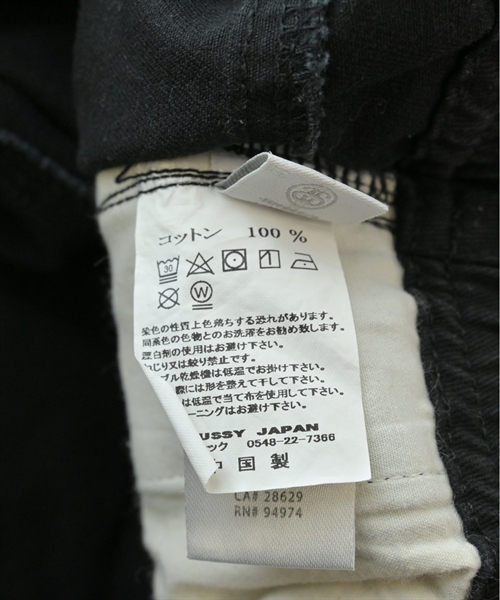 コットン 100 %
30
W
染色の性質上色落ちする恐れがあります。
同系色の色物とのお洗濯をお勧め致します。
漂白剤の使用はお避け下さい。
ねじり又は絞り禁止です。
ブル乾燥機は低温でお掛け下さい。
際には形を整えて干して下さい。
は低温で当て布を使用して下さい。
ーニングはお避け下さい。
USSY JAPAN
ック 0548-22-7366
中国製
CA# 28629
RN# 94974